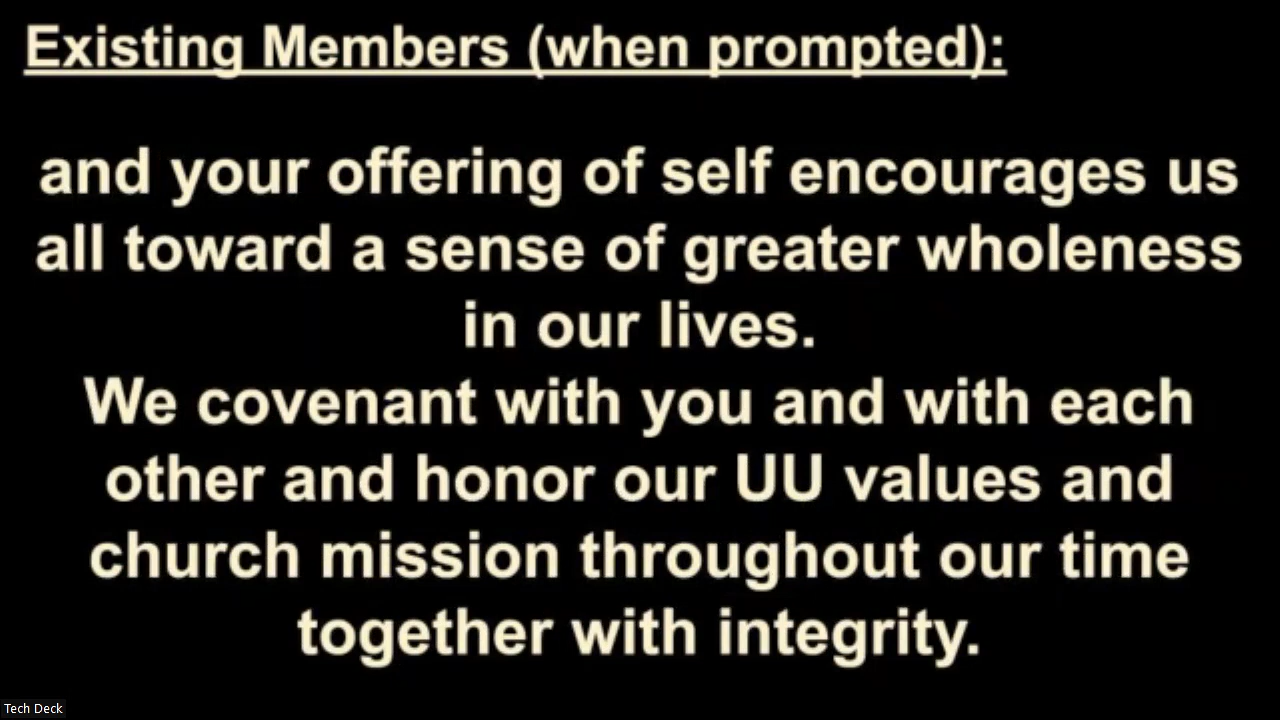 Existing Members (when prompted):
and your offering of self encourages us
all toward a sense of greater wholeness
in our lives.
We covenant with you and with each
other and honor our UU values and
church mission throughout our time
together with integrity.
Tech Deck